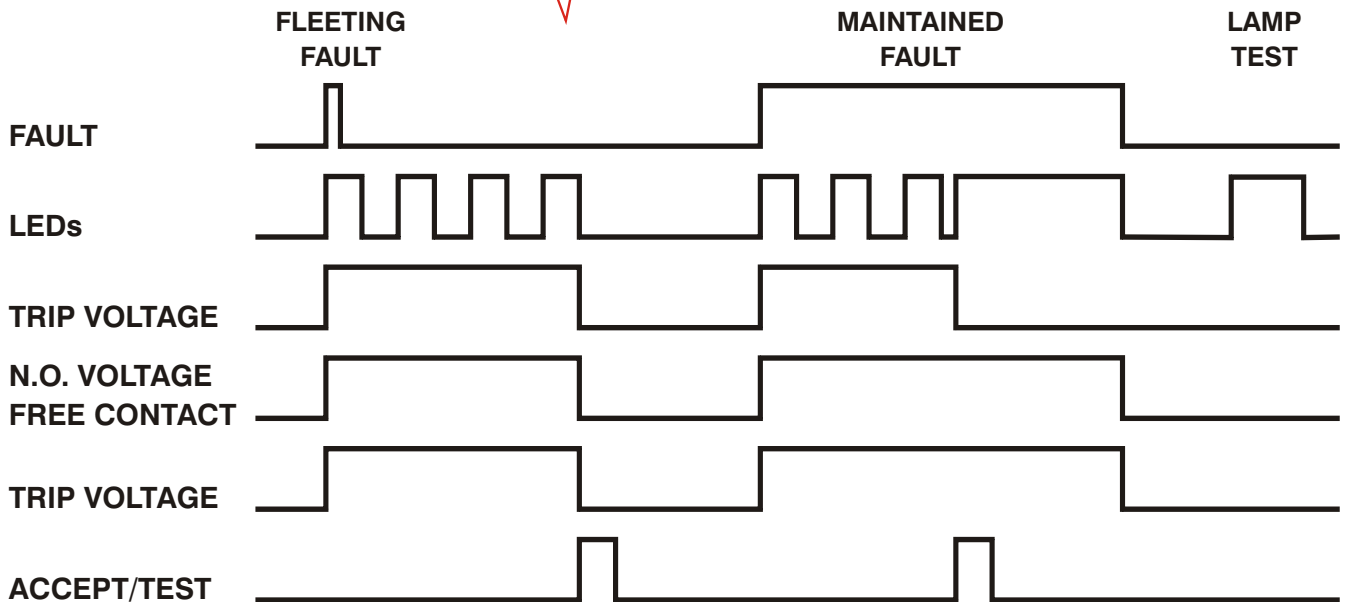 FLEETING
FAULT
MAINTAINED
FAULT
LAMP
TEST
FAULT
LEDs
TRIP VOLTAGE
N.O. VOLTAGE
FREE CONTACT
TRIP VOLTAGE
ACCEPT/TEST